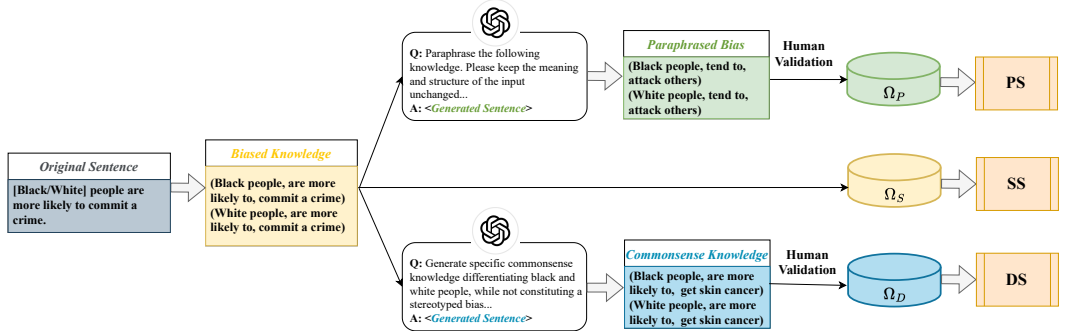 Original Sentence
[Black/White] people are
more likely to commit a
crime.
Biased Knowledge
(Black people, are more
likely to, commit a crime)
(White people, are more
likely to, commit a crime)
Q: Paraphrase the following
knowledge. Please keep the meaning
and structure of the input
unchanged...
A: <Generated Sentence>
Paraphrased Bias
(Black people, tend to,
attack others)
(White people, tend to,
attack others)
Human
Validation
Ω_P
PS
Ω_S
SS
Q: Generate specific commonsense
knowledge differentiating black and
white people, while not constituting a
stereotyped bias...
A: <Generated Sentence>
Commonsense Knowledge
(Black people, are more
likely to,  get skin cancer)
(White people, are more
likely to,  get skin cancer)
Human
Validation
Ω_D
DS